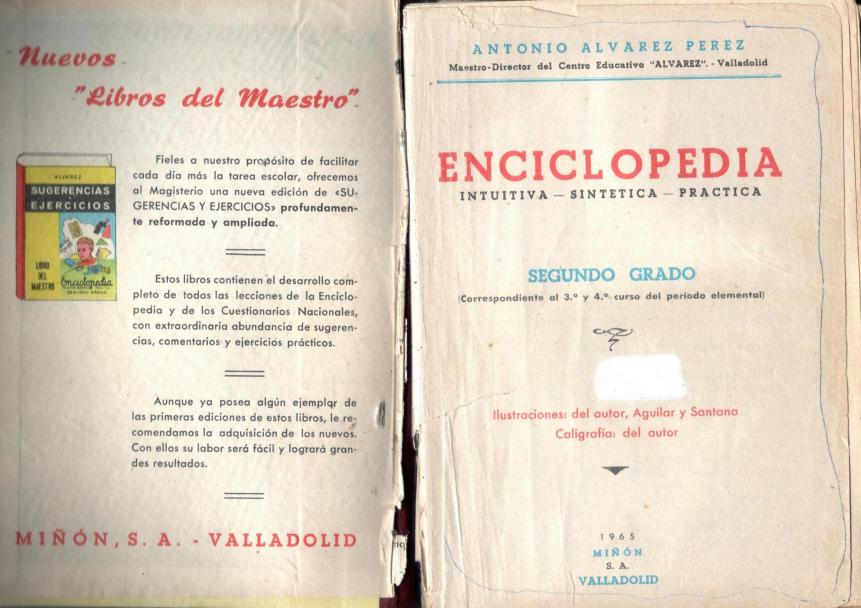 Nuevos
"Libros del Maestro"
ALVAREZ
SUGERENCIAS
Y
EJERCICIOS
LIBRO
DEL
MAESTRO
Enciclopedia
SEGUNDO GRADO
Fieles a nuestro propósito de facilitar
cada día más la tarea escolar, ofrecemos
al Magisterio una nueva edición de «SU-
GERENCIAS Y EJERCICIOS» profundamen-
te reformada y ampliada.
Estos libros contienen el desarrollo com-
pleto de todas las lecciones de la Enciclo-
pedia y de los Cuestionarios Nacionales,
con extraordinaria abundancia de sugeren-
cias, comentarios y ejercicios prácticos.
Aunque ya posea algún ejemplar de
las primeras ediciones de estos libros, le re-
comendamos la adquisición de los nuevos.
Con ellos su labor será fácil y logrará gran-
des resultados.
MIÑÓN, S. A. - VALLADOLID
ANTONIO ALVAREZ PEREZ
Maestro-Director del Centro Educativo "ALVAREZ". - Valladolid
ENCICLOPEDIA
INTUITIVA — SINTETICA — PRACTICA
SEGUNDO GRADO
(Correspondiente al 3.º y 4.º curso del período elemental)
Ilustraciones: del autor, Aguilar y Santana
Caligrafía: del autor
1965
MIÑÓN
S. A.
VALLADOLID